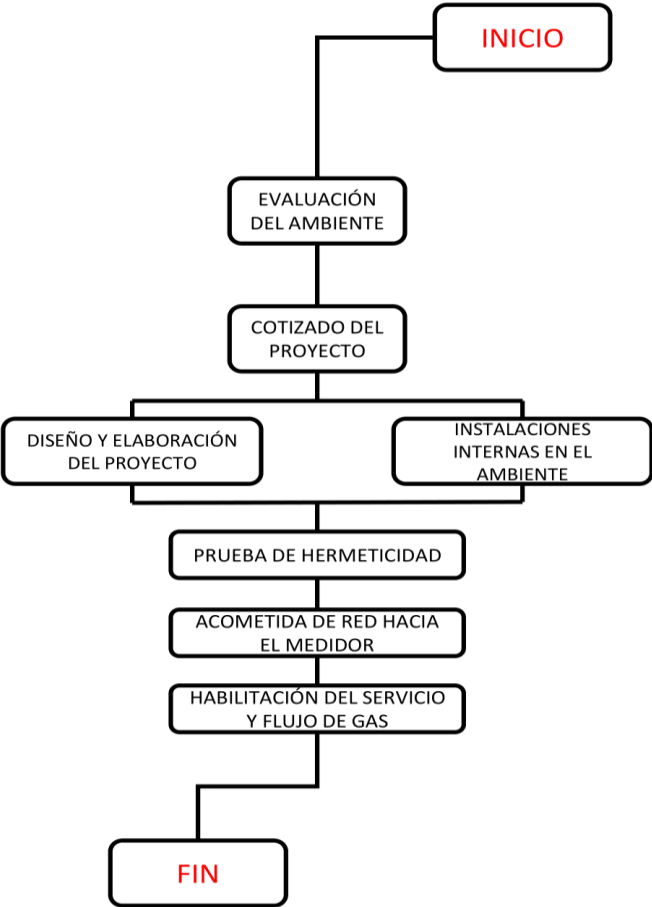 INICIO
EVALUACIÓN
DEL AMBIENTE
COTIZADO DEL
PROYECTO
DISEÑO Y ELABORACIÓN
DEL PROYECTO
INSTALACIONES
INTERNAS EN EL
AMBIENTE
PRUEBA DE HERMETICIDAD
ACOMETIDA DE RED HACIA
EL MEDIDOR
HABILITACIÓN DEL SERVICIO
Y FLUJO DE GAS
FIN